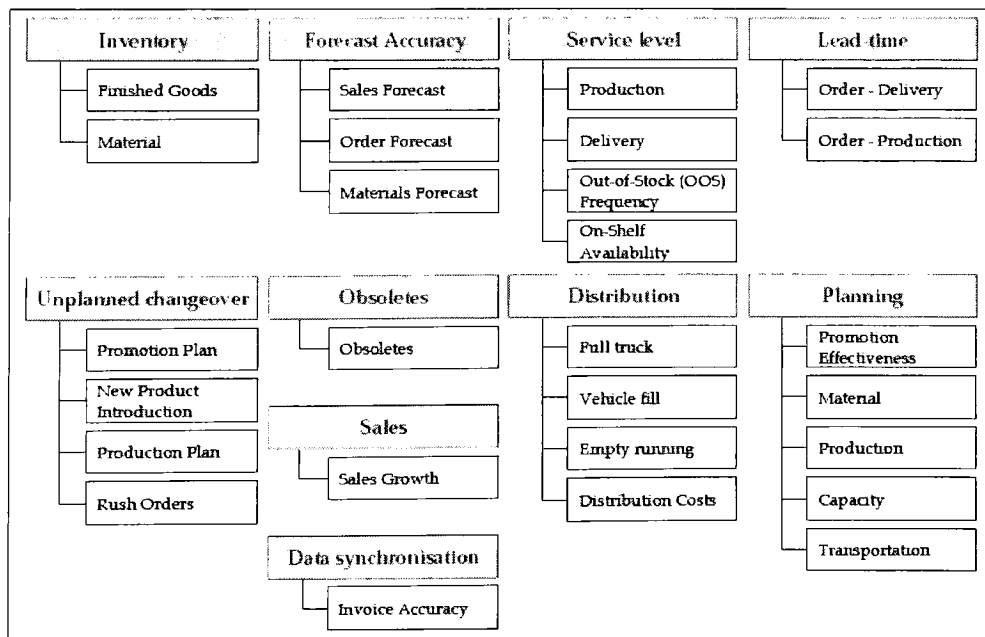 Inventory
Finished Goods
Material
Forecast Accuracy
Sales Forecast
Order Forecast
Materials Forecast
Service level
Production
Delivery
Out-of-Stock (OOS)
Frequency
On-Shelf
Availability
Lead-time
Order - Delivery
Order - Production
Unplanned changeover
Promotion Plan
New Product
Introduction
Production Plan
Rush Orders
Obsoletes
Obsoletes
Sales
Sales Growth
Data synchronisation
Invoice Accuracy
Distribution
Full truck
Vehicle fill
Empty running
Distribution Costs
Planning
Promotion
Effectiveness
Material
Production
Capacity
Transportation